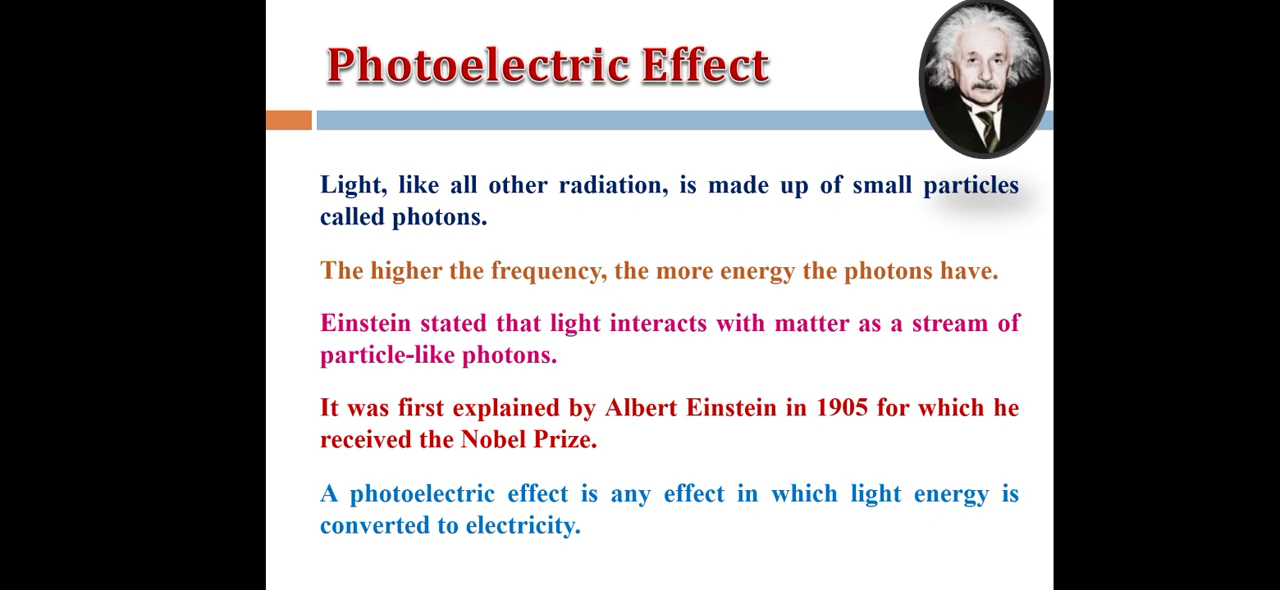 Photoelectric Effect
Light, like all other radiation, is made up of small particles
called photons.
The higher the frequency, the more energy the photons have.
Einstein stated that light interacts with matter as a stream of
particle-like photons.
It was first explained by Albert Einstein in 1905 for which he
received the Nobel Prize.
A photoelectric effect is any effect in which light energy is
converted to electricity.